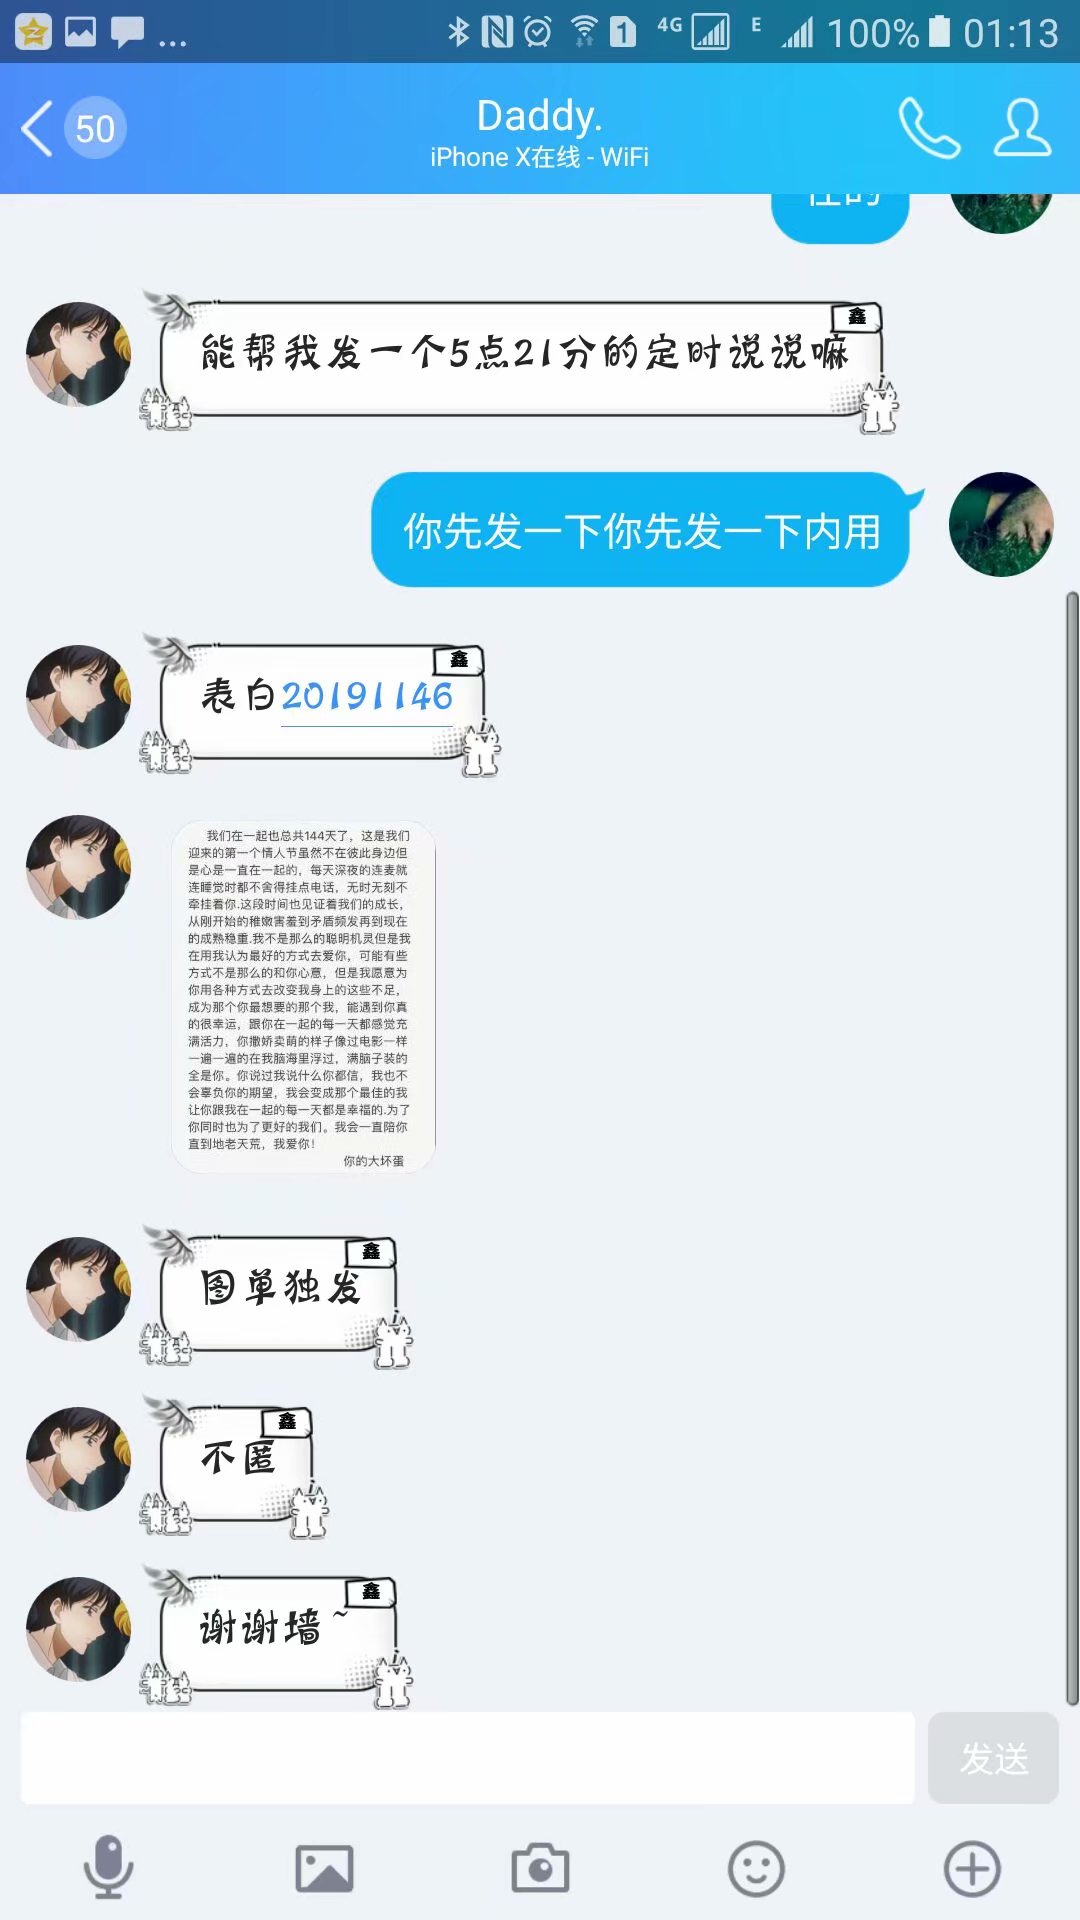 4G E 100% 01:13
50
Daddy.
iPhone X在线 - WiFi
鑫
能帮我发一个5点21分的定时说说嘛
你先发一下你先发一下内用
鑫
表白20191146
我们在一起也总共144天了，这是我们
迎来的第一个情人节虽然不在彼此身边但
是心是一直在一起的，每天深夜的连麦就
连睡觉时都不舍得挂点电话，无时无刻不
牵挂着你.这段时间也见证着我们的成长，
从刚开始的稚嫩害羞到矛盾频发再到现在
的成熟稳重.我不是那么的聪明机灵但是我
在用我认为最好的方式去爱你，可能有些
方式不是那么的和你心意，但是我愿意为
你用各种方式去改变我身上的这些不足，
成为那个你最想要的那个我，能遇到你真
的很幸运，跟你在一起的每一天都感觉充
满活力，你撒娇卖萌的样子像过电影一样
一遍一遍的在我脑海里浮过，满脑子装的
全是你。你说过我说什么你都信，我也不
会辜负你的期望，我会变成那个最佳的我
让你跟我在一起的每一天都是幸福的.为了
你同时也为了更好的我们。我会一直陪你
直到地老天荒，我爱你！
你的大坏蛋
鑫
图单独发
鑫
不匿
鑫
谢谢墙~
发送